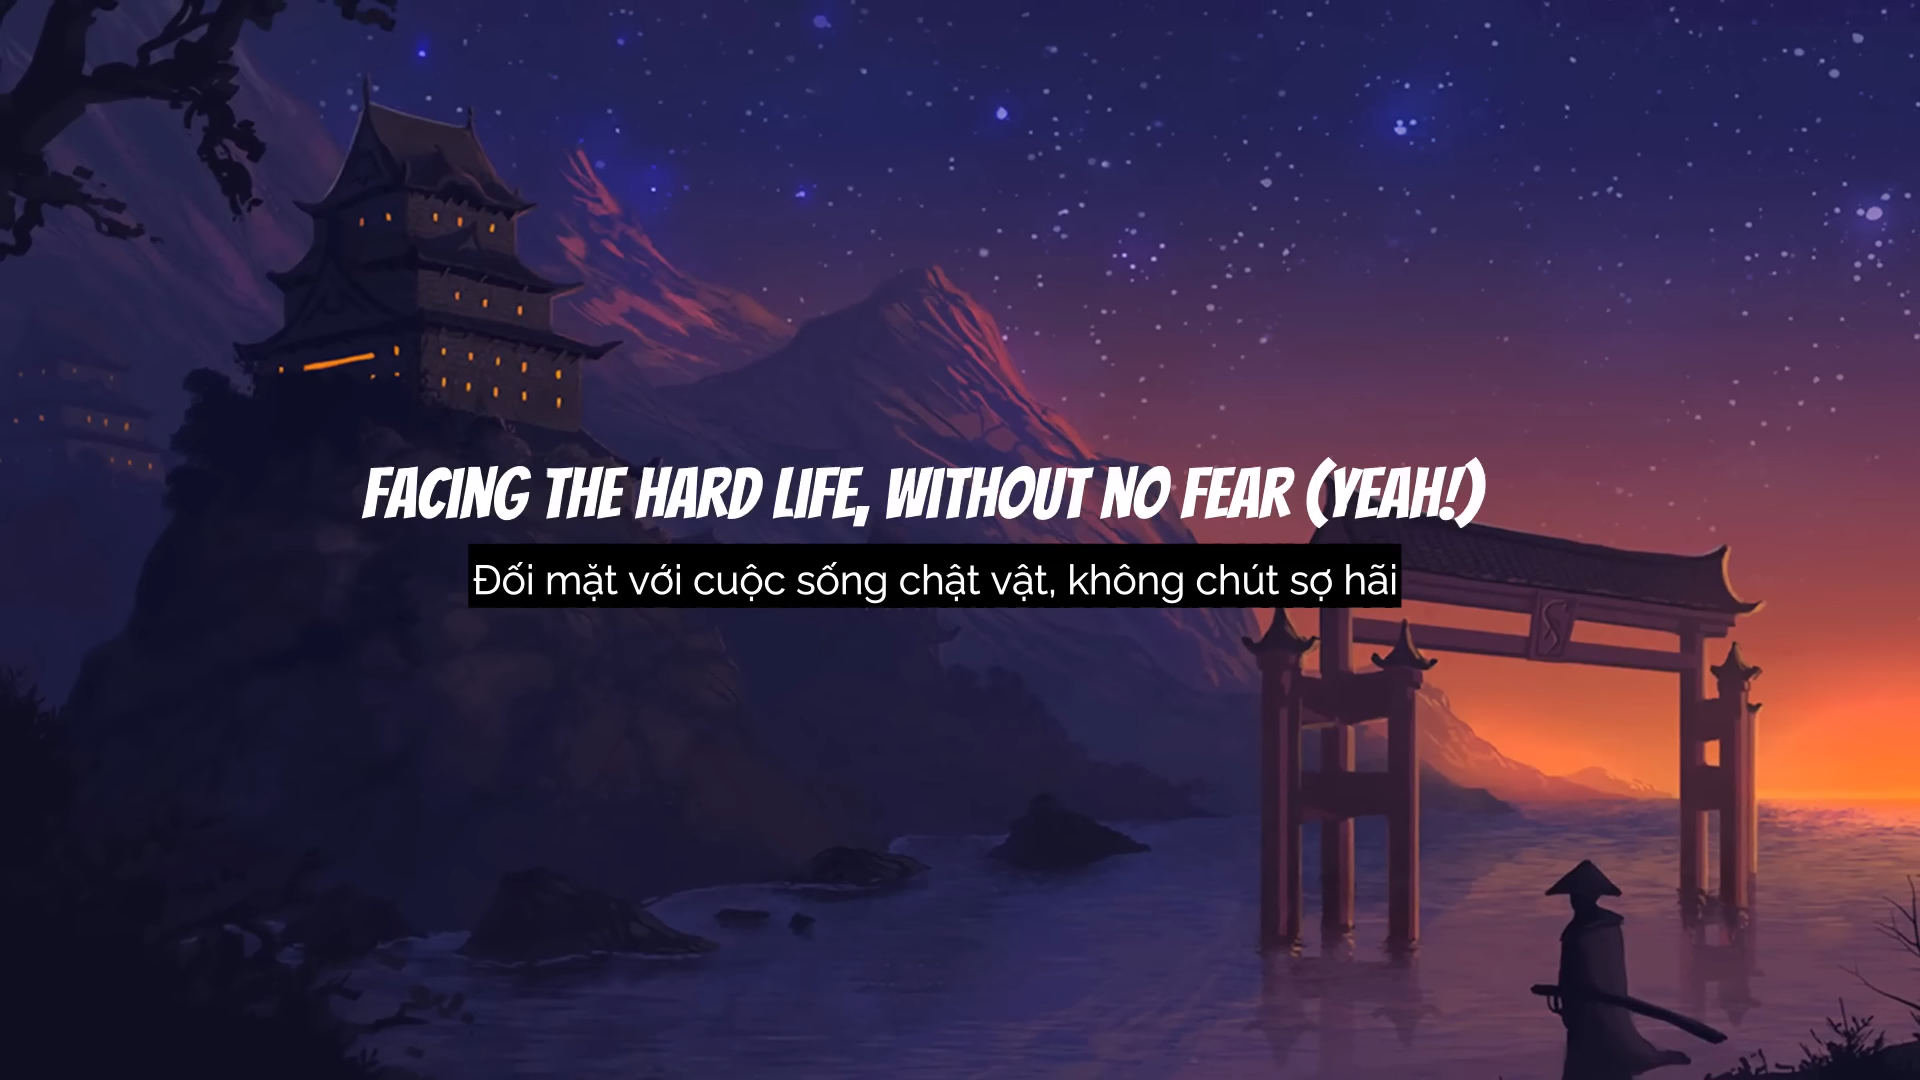 FACING THE HARD LIFE, WITHOUT NO FEAR (YEAH!)
Đối mặt với cuộc sống chật vật, không chút sợ hãi